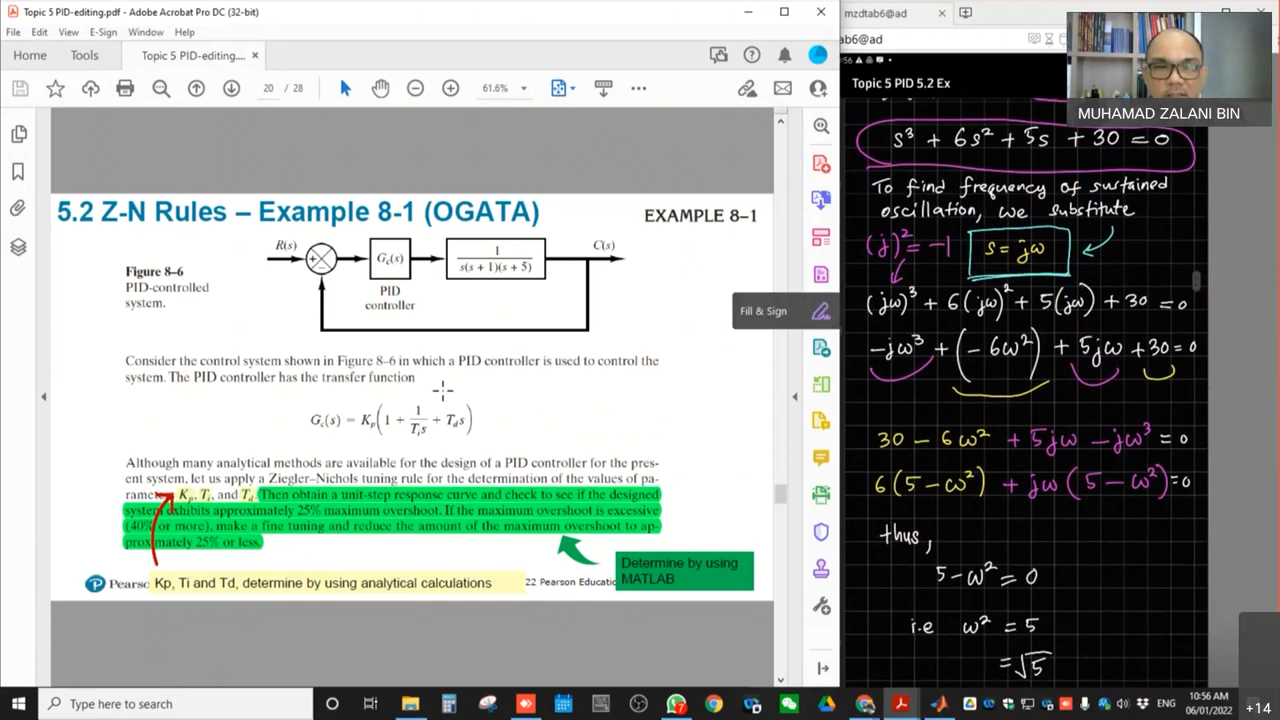 Topic 5 PID-editing.pdf - Adobe Acrobat Pro DC (32-bit)
File Edit View E-Sign Window Help
Home Tools Topic 5 PID-editing.... ×
20 / 28
61.6%
5.2 Z-N Rules – Example 8-1 (OGATA)
EXAMPLE 8–1
Figure 8–6
PID-controlled
system.
R(s)
Gc(s)
1
s(s + 1)(s + 5)
C(s)
PID
controller
Fill & Sign
Consider the control system shown in Figure 8–6 in which a PID controller is used to control the
system. The PID controller has the transfer function
Gc(s) = Kp(1 + 1/Tis + Tds)
Although many analytical methods are available for the design of a PID controller for the pres-
ent system, let us apply a Ziegler–Nichols tuning rule for the determination of the values of pa-
Kp, Ti, and Td. Then obtain a unit-step response curve and check to see if the designed
system exhibits approximately 25% maximum overshoot. If the maximum overshoot is excessive
(40% or more), make a fine tuning and reduce the amount of the maximum overshoot to ap-
proximately 25% or less.
Determine by using
MATLAB
Pearso
Kp, Ti and Td, determine by using analytical calculations
22 Pearson Educatio
mzdtab6@ad
ab6@ad
Topic 5 PID 5.2 Ex
MUHAMAD ZALANI BIN
s³ + 6s² + 5s + 30 = 0
To find frequency of sustained
oscillation, we substitute
(j)² = -1
s = jω
(jω)³ + 6(jω)² + 5(jω) + 30 = 0
-jω³ + (-6ω²) + 5jω + 30 = 0
30 - 6ω² + 5jω - jω³ = 0
6(5 - ω²) + jω(5 - ω²) = 0
thus,
5 - ω² = 0
i.e ω² = 5
= √5
Type here to search
ENG
10:56 AM
06/01/2022
+14